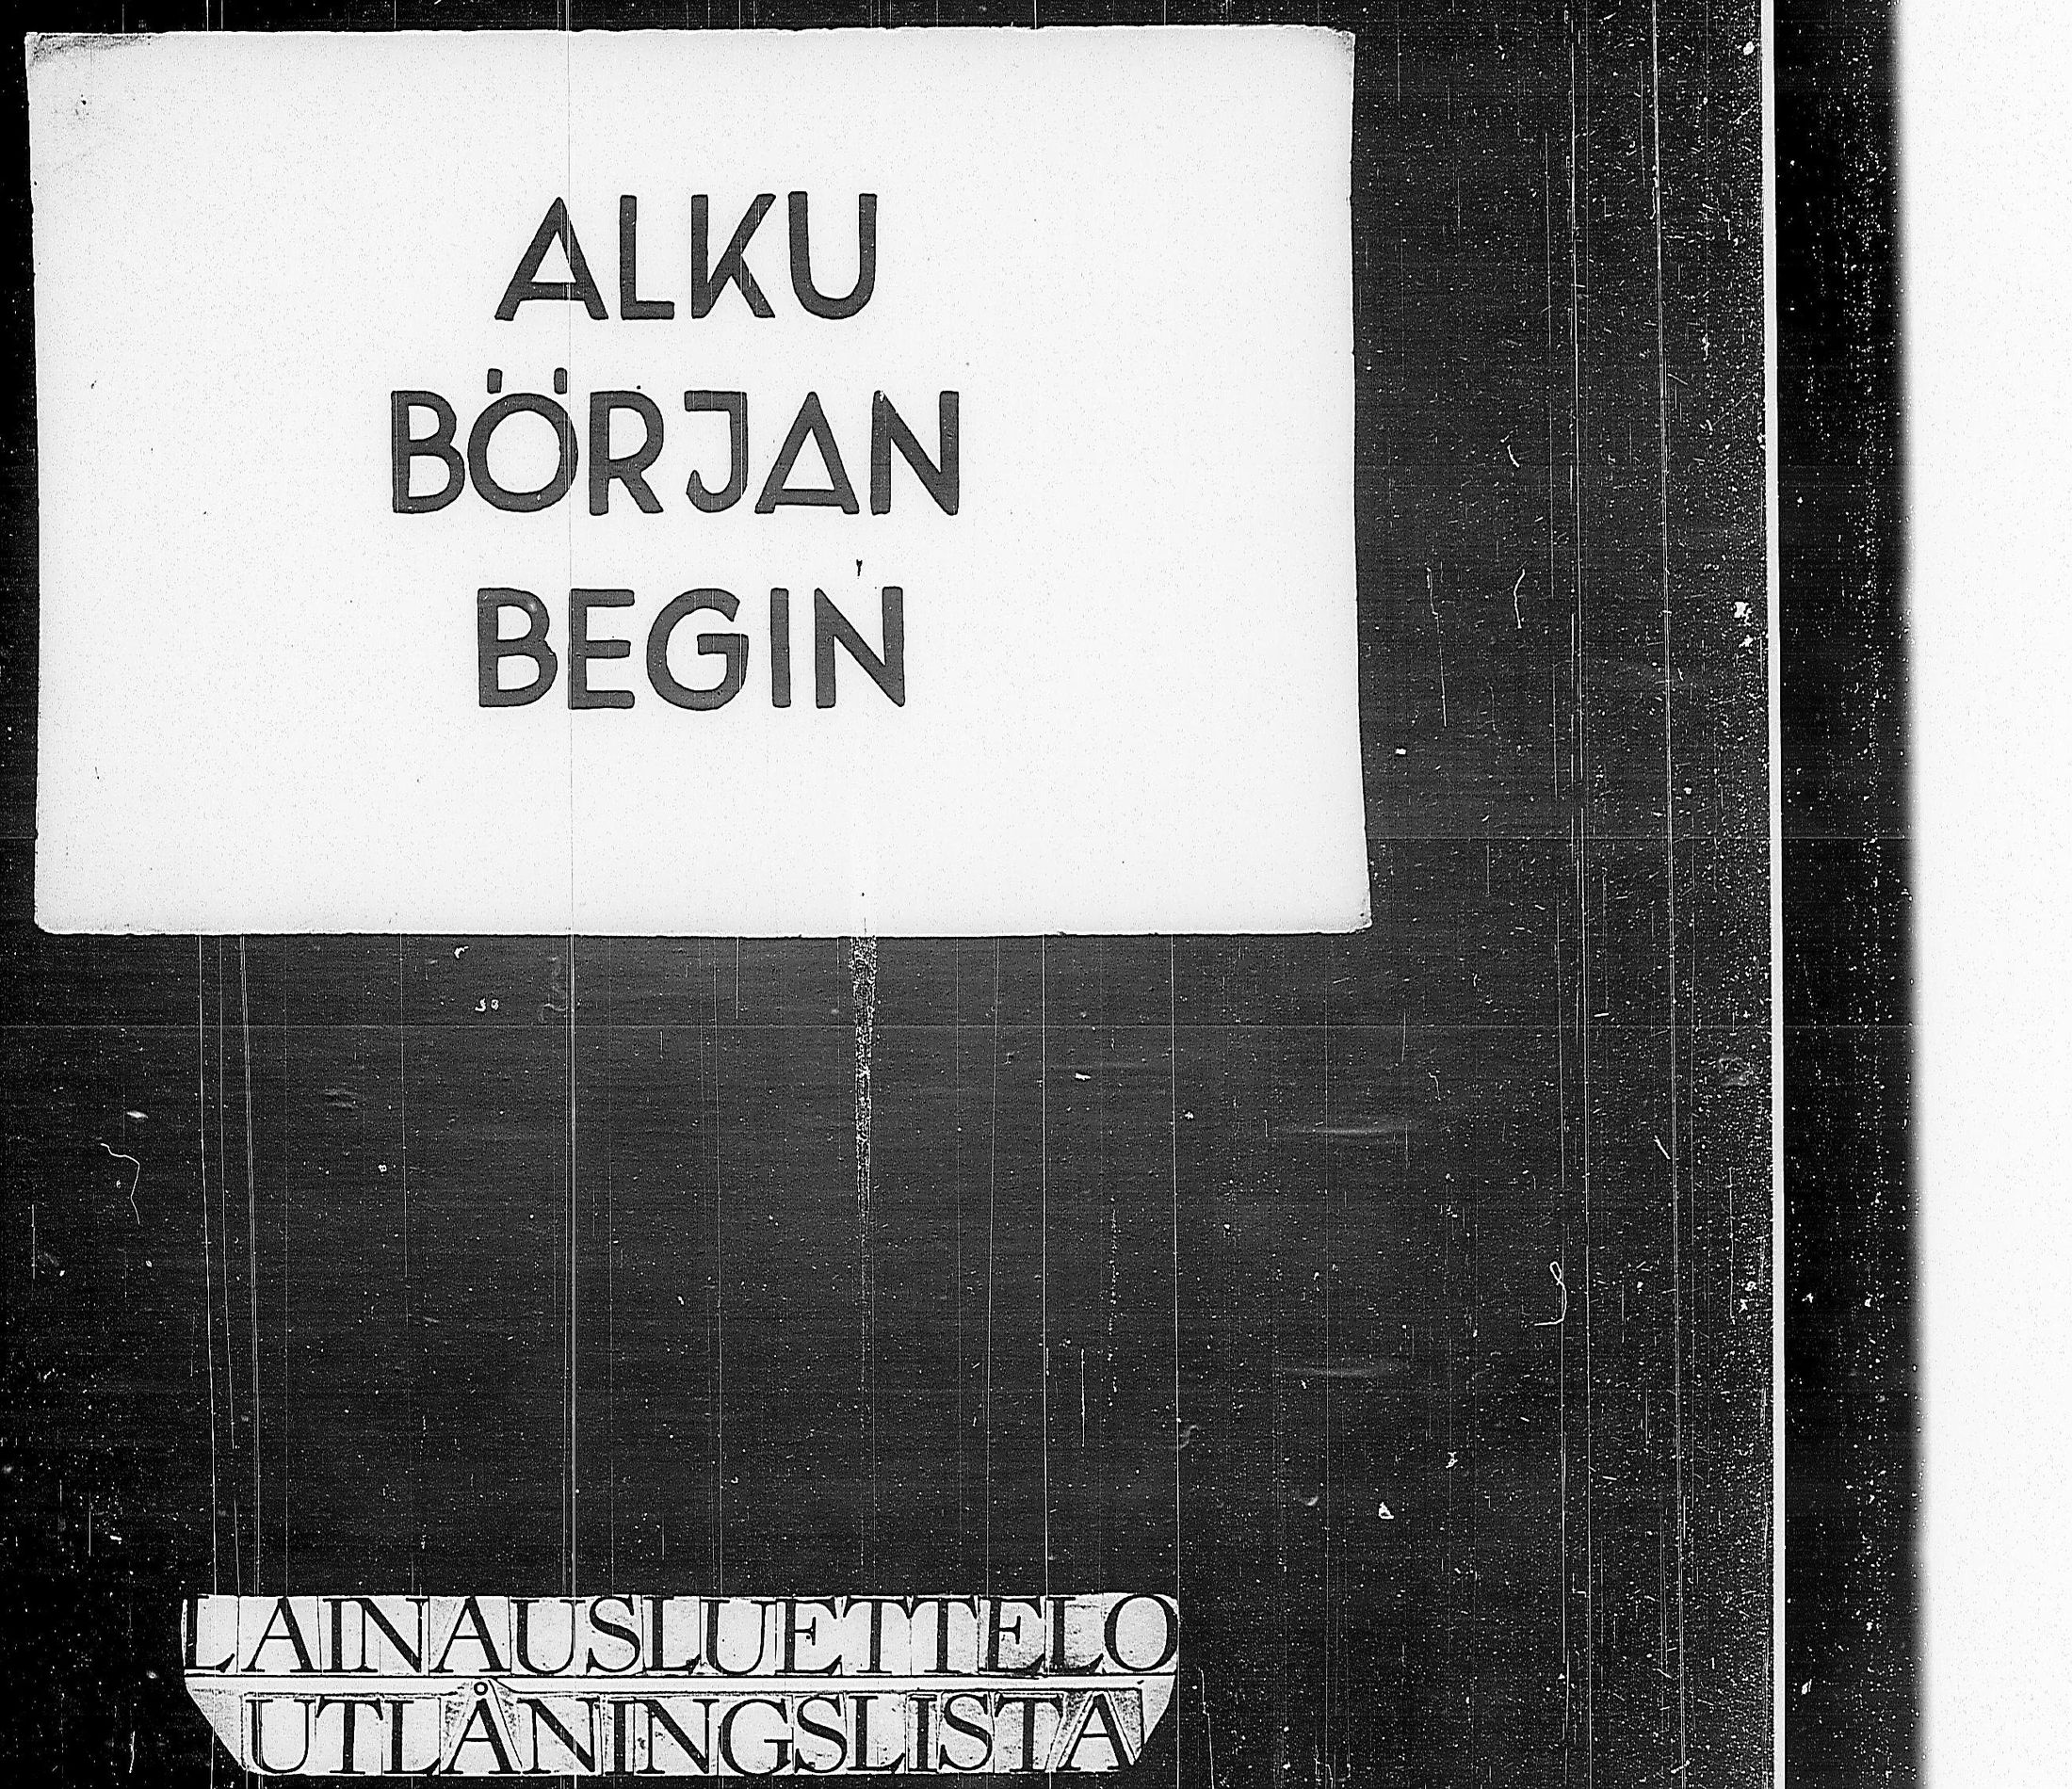 ALKU
BÖRJAN
BEGIN
LAINAUSLUETTELO
UTLÅNINGSLISTA